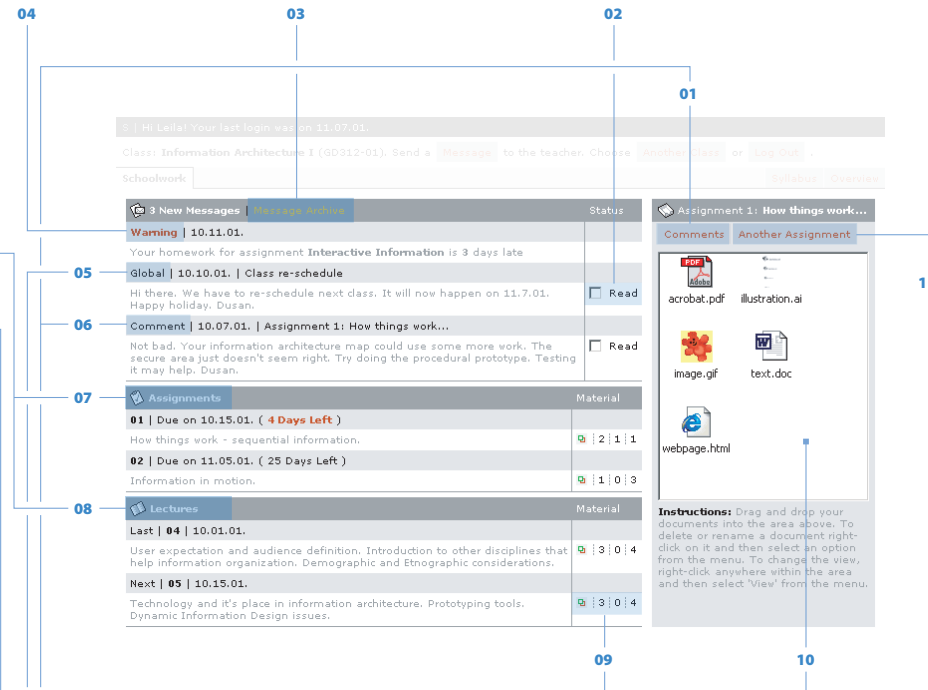 04
03
02
01
S | Hi Leila! Your last login was on 11.07.01.
Class: Information Architecture I (GD312-01). Send a Message to the teacher. Choose Another Class or Log Out .
Schoolwork
Syllabus Overview
3 New Messages | Message Archive
Status
Warning | 10.11.01.
Your homework for assignment Interactive Information is 3 days late
05
Global | 10.10.01. | Class re-schedule
Hi there. We have to re-schedule next class. It will now happen on 11.7.01.
Happy holiday. Dusan.
Read
06
Comment | 10.07.01. | Assignment 1: How things work...
Not bad. Your information architecture map could use some more work. The
secure area just doesn't seem right. Try doing the procedural prototype. Testing
it may help. Dusan.
Read
07
Assignments
Material
01 | Due on 10.15.01. ( 4 Days Left )
How things work - sequential information.
2 1 1
02 | Due on 11.05.01. ( 25 Days Left )
Information in motion.
1 0 3
08
Lectures
Material
Last | 04 | 10.01.01.
User expectation and audience definition. Introduction to other disciplines that
help information organization. Demographic and Etnographic considerations.
3 0 4
Next | 05 | 10.15.01.
Technology and it's place in information architecture. Prototyping tools.
Dynamic Information Design issues.
3 0 4
09
Assignment 1: How things work...
Comments Another Assignment
1
PDF
Adobe
acrobat.pdf illustration.ai
W
image.gif text.doc
webpage.html
Instructions: Drag and drop your
documents into the area above. To
delete or rename a document right-
click on it and then select an option
from the menu. To change the view,
right-click anywhere within the area
and then select 'View' from the menu.
10